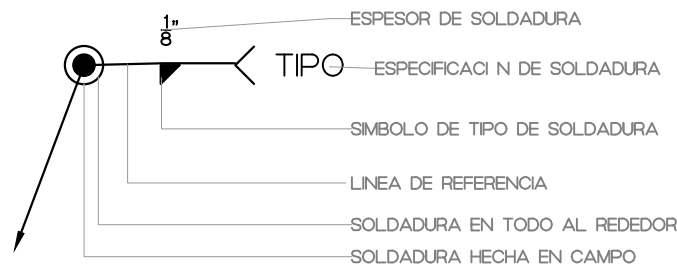 1/8" ESPESOR DE SOLDADURA
TIPO
ESPECIFICACI N DE SOLDADURA
SIMBOLO DE TIPO DE SOLDADURA
LINEA DE REFERENCIA
SOLDADURA EN TODO AL REDEDOR
SOLDADURA HECHA EN CAMPO